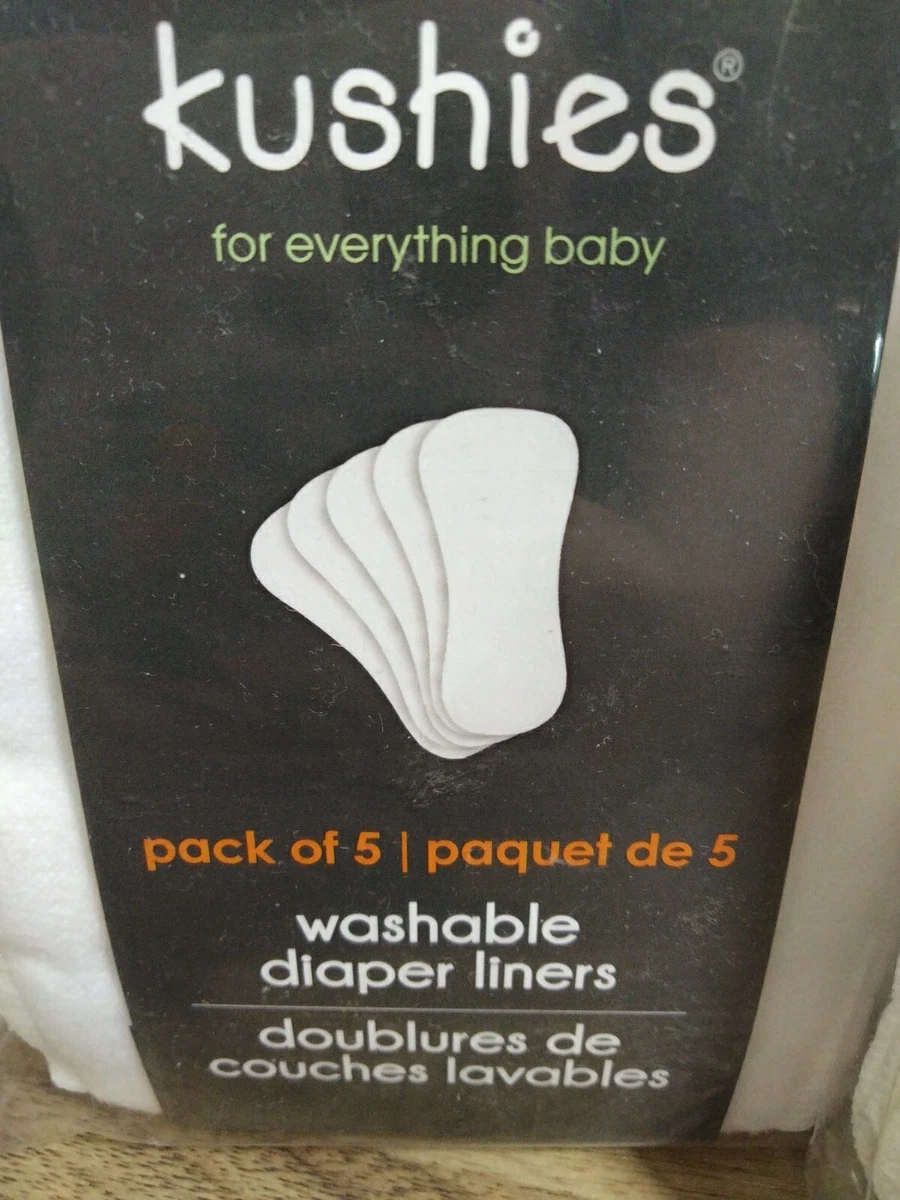 kushies®
for everything baby
pack of 5 | paquet de 5
washable
diaper liners
doublures de
couches lavables